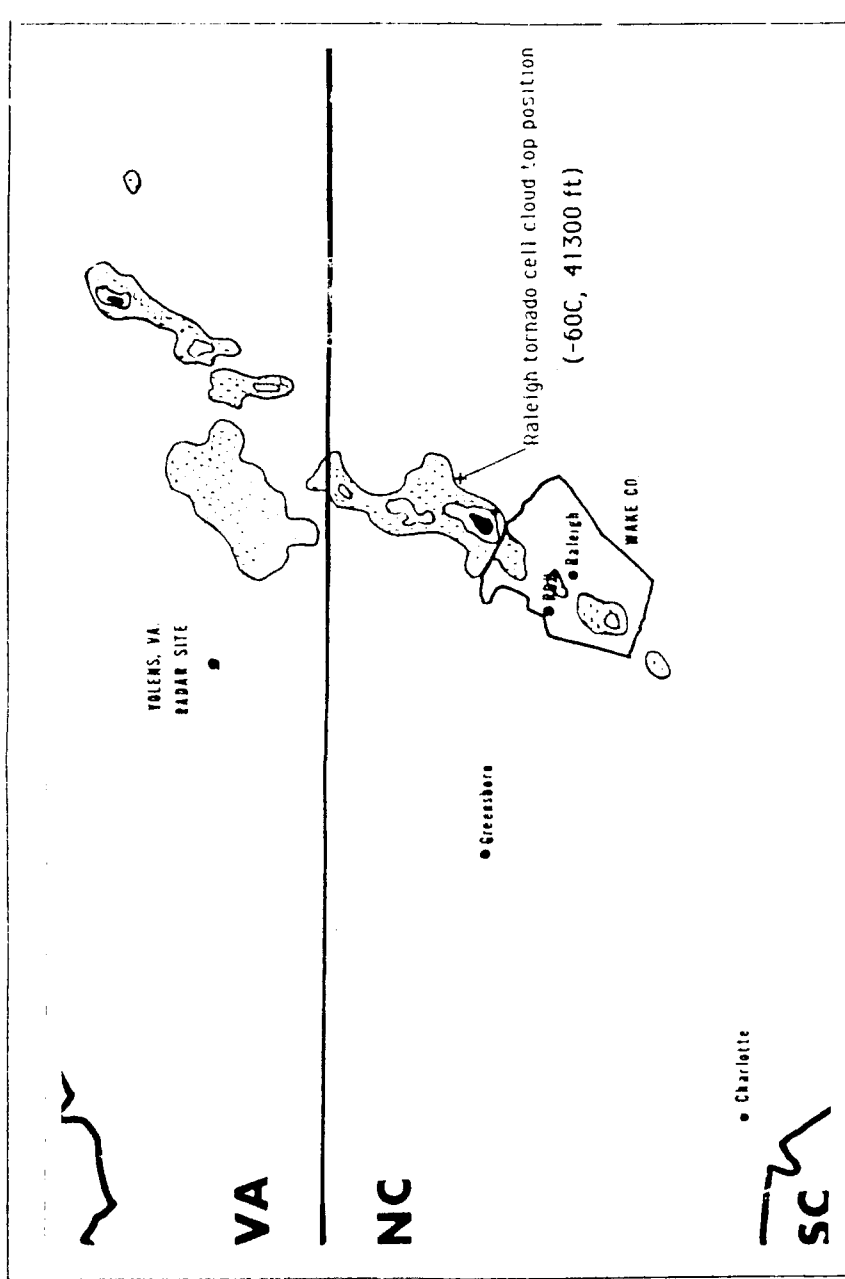 VOLENS, VA.
RADAR SITE
VA
NC
Raleigh tornado cell cloud top position
(-60C, 41300 ft)
Greensboro
RDU
Raleigh
WAKE CO.
Charlotte
SC